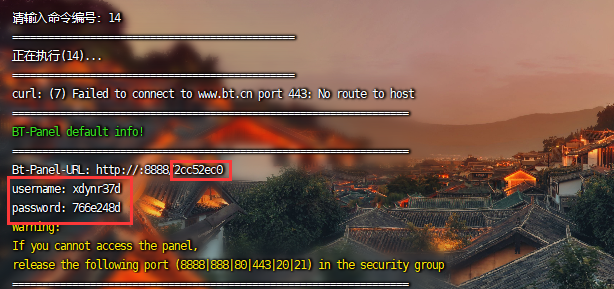 请输入命令编号: 14
==============================================
正在执行(14)...
==============================================
curl: (7) Failed to connect to www.bt.cn port 443: No route to host
==================================================================
BT-Panel default info!
==================================================================
Bt-Panel-URL: http://:8888/2cc52ec0
username: xdynr37d
password: 766e248d
Warning:
If you cannot access the panel,
release the following port (8888|888|80|443|20|21) in the security group
==================================================================